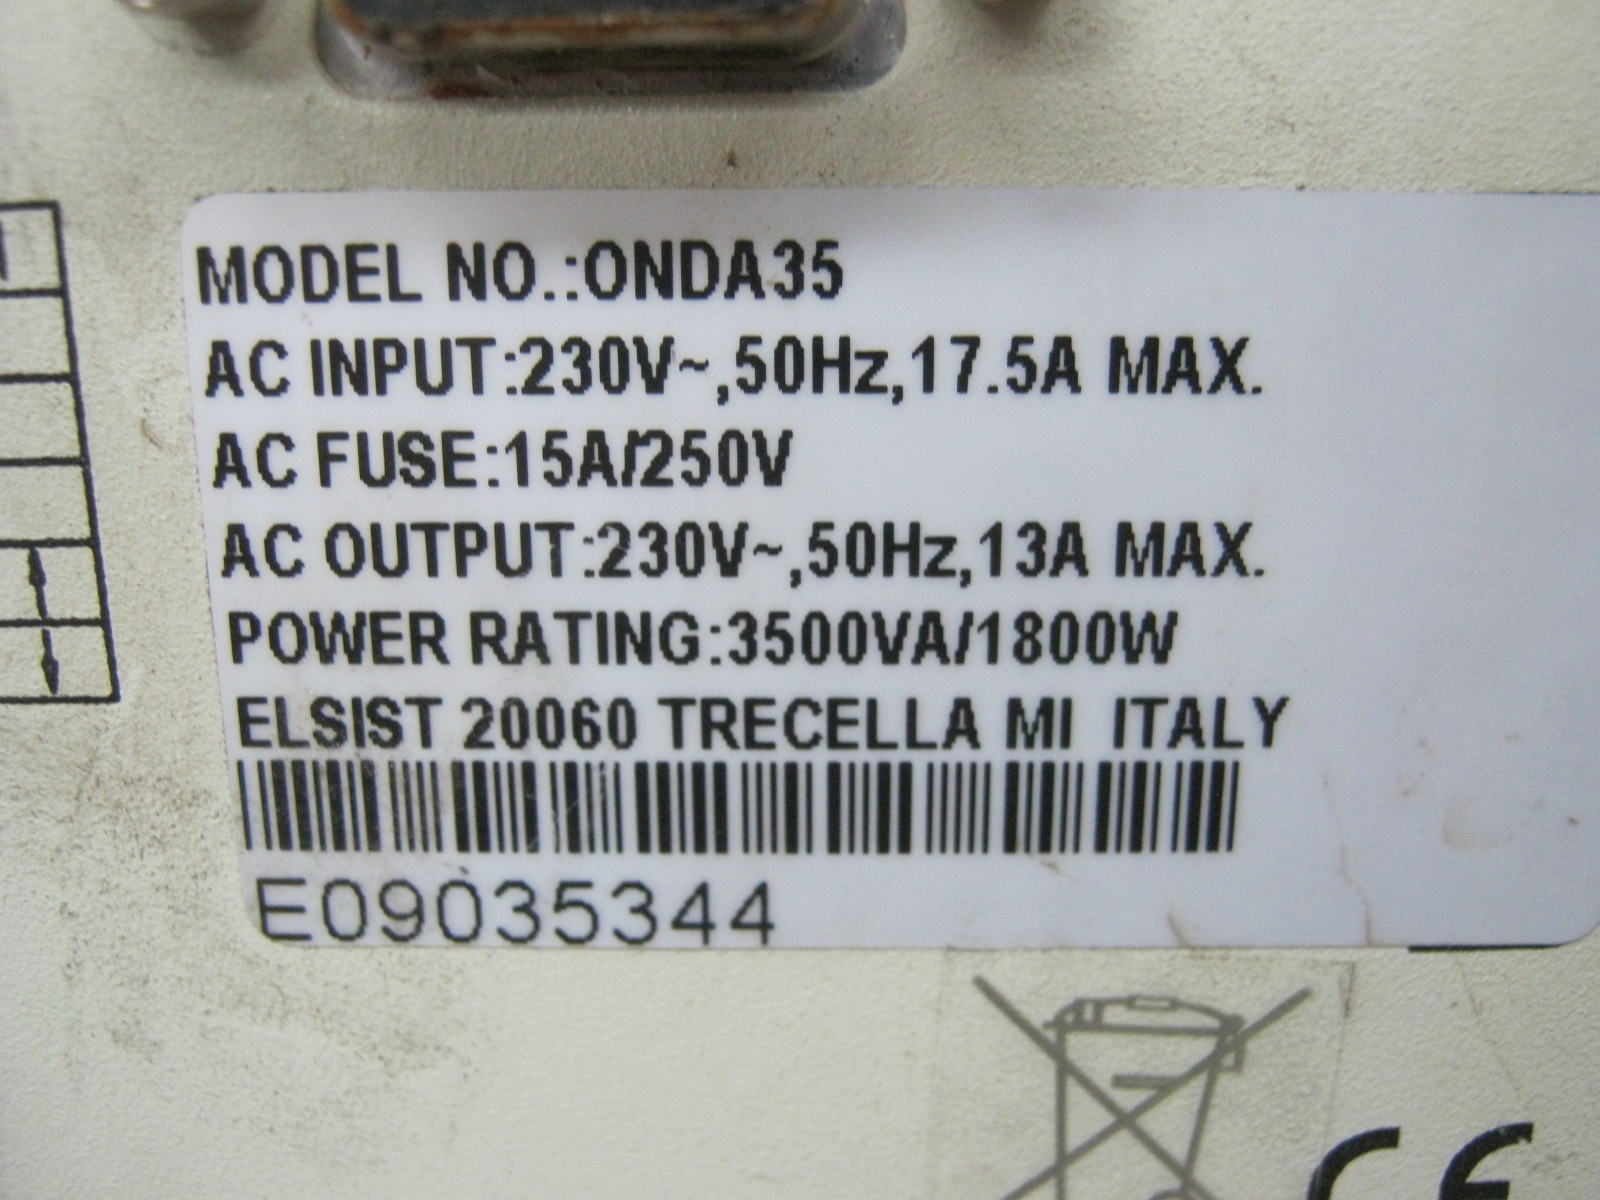 MODEL NO.:ONDA35
AC INPUT:230V~,50Hz,17.5A MAX.
AC FUSE:15A/250V
AC OUTPUT:230V~,50Hz,13A MAX.
POWER RATING:3500VA/1800W
ELSIST 20060 TRECELLA MI ITALY
E09035344
CE